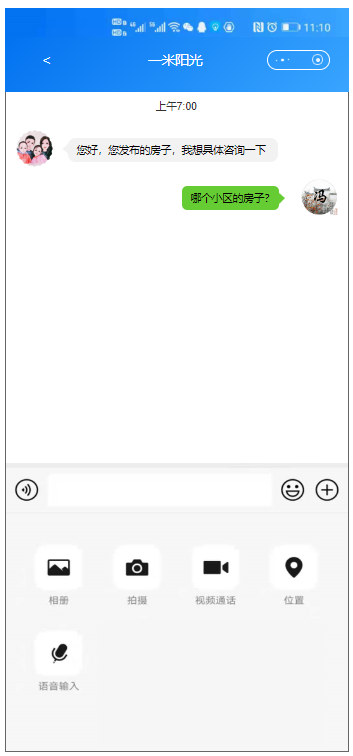 11:10
<
一米阳光
上午7:00
您好，您发布的房子，我想具体咨询一下
哪个小区的房子?
冯
相册
拍摄
视频通话
位置
语音输入